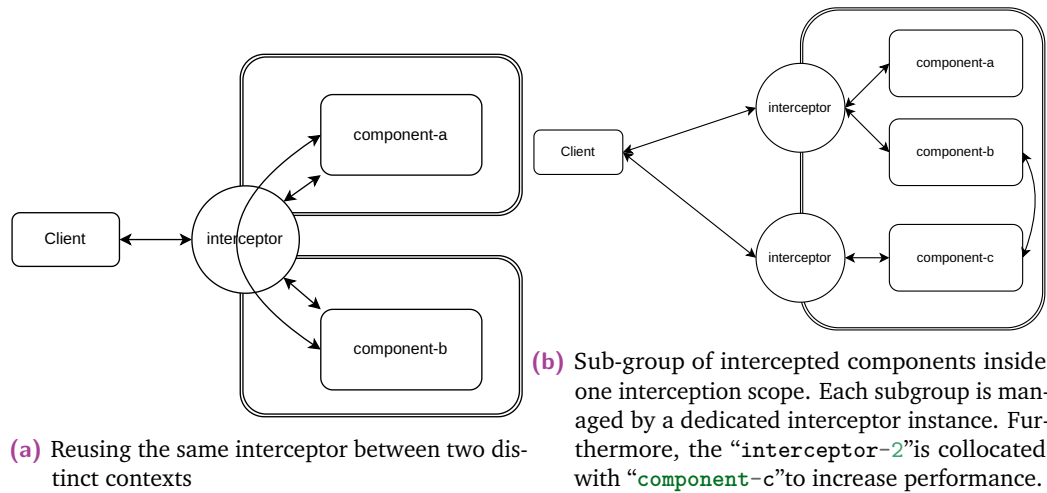 component-a
Client
interceptor
component-b
(a) Reusing the same interceptor between two dis-
tinct contexts
component-a
interceptor
Client
component-b
interceptor
component-c
(b) Sub-group of intercepted components inside
one interception scope. Each subgroup is man-
aged by a dedicated interceptor instance. Fur-
thermore, the “interceptor-2”is collocated
with “component-c”to increase performance.